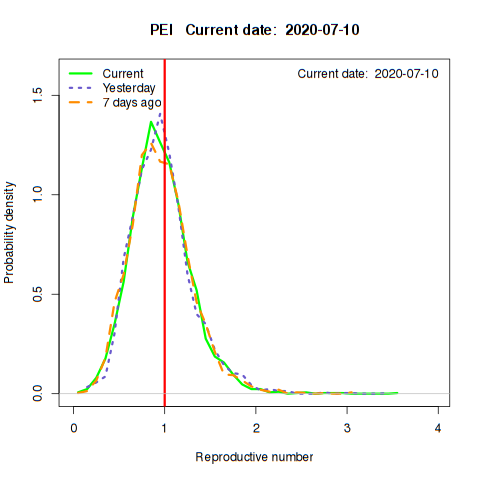 PEI   Current date:  2020-07-10
Current date:  2020-07-10
Current
Yesterday
7 days ago
Probability density
0.0
0.5
1.0
1.5
0
1
2
3
4
Reproductive number